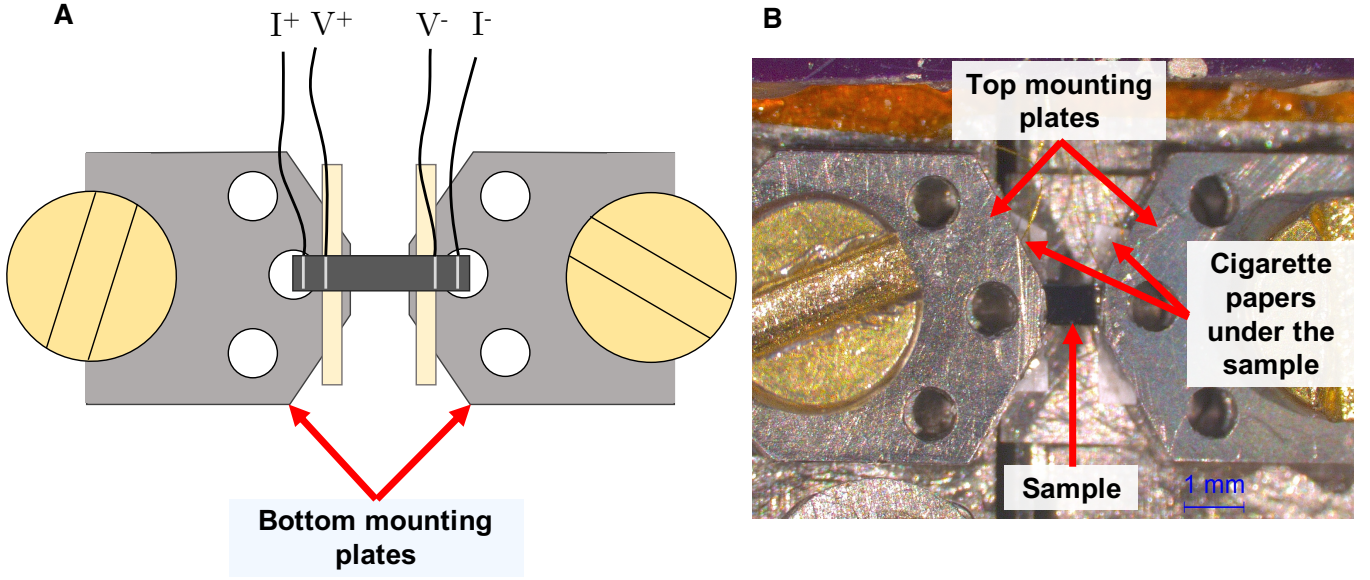 A
I+ V+ V- I-
Bottom mounting
plates
B
Top mounting
plates
Cigarette
papers
under the
sample
Sample
1 mm